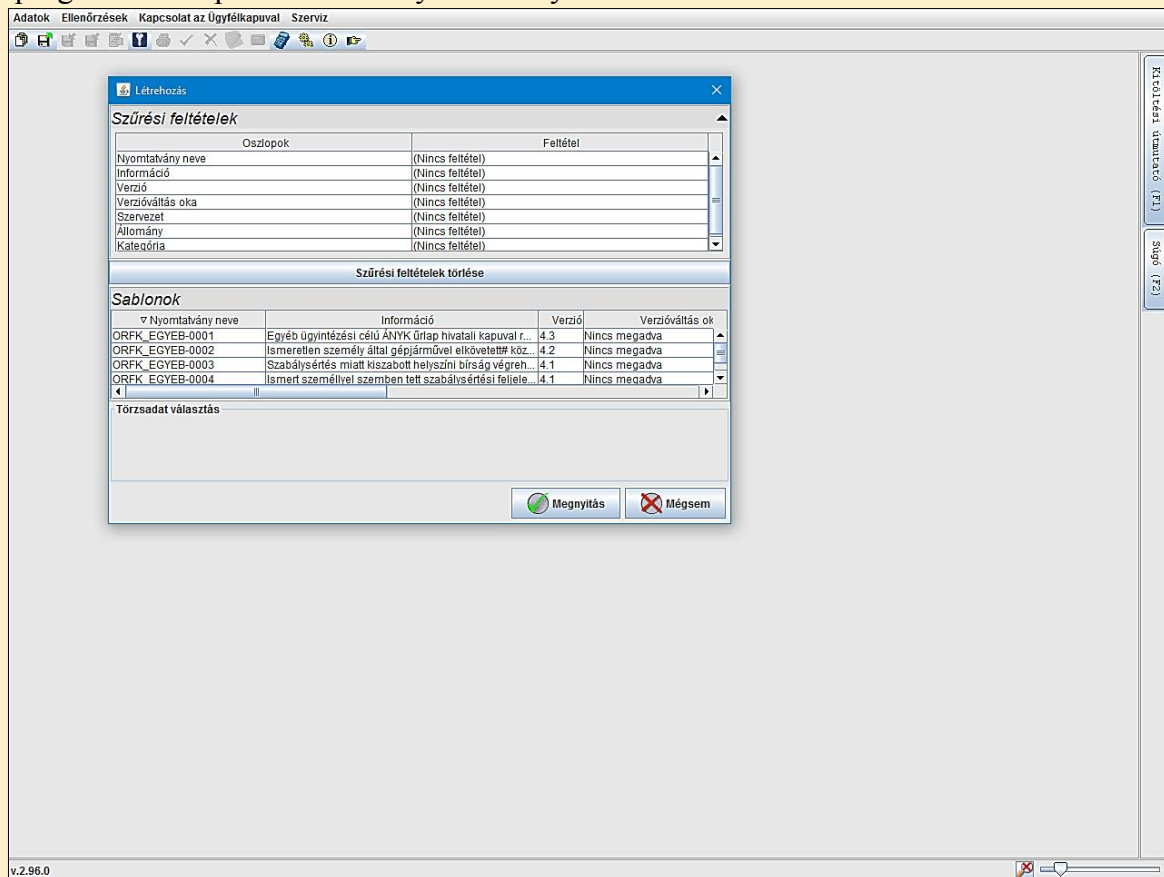 Adatok Ellenőrzések Kapcsolat az Ügyfélkapuval Szerviz
Létrehozás
Szűrési feltételek
Oszlopok Feltétel
Nyomtatvány neve (Nincs feltétel)
Információ (Nincs feltétel)
Verzió (Nincs feltétel)
Verzióváltás oka (Nincs feltétel)
Szervezet (Nincs feltétel)
Állomány (Nincs feltétel)
Kategória (Nincs feltétel)
Szűrési feltételek törlése
Sablonok
Nyomtatvány neve Információ Verzió Verzióváltás ok
ORFK_EGYEB-0001 Egyéb ügyintézési célú ÁNYK űrlap hivatali kapuval r... 4.3 Nincs megadva
ORFK_EGYEB-0002 Ismeretlen személy által gépjárművel elkövetett# köz... 4.2 Nincs megadva
ORFK_EGYEB-0003 Szabálysértés miatt kiszabott helyszíni bírság végreh... 4.1 Nincs megadva
ORFK_EGYEB-0004 Ismert személlyel szemben tett szabálysértési feljele... 4.1 Nincs megadva
Törzsadat választás
Megnyitás Mégsem
Kitöltési útmutató (F1)
Súgó (F2)
v.2.96.0